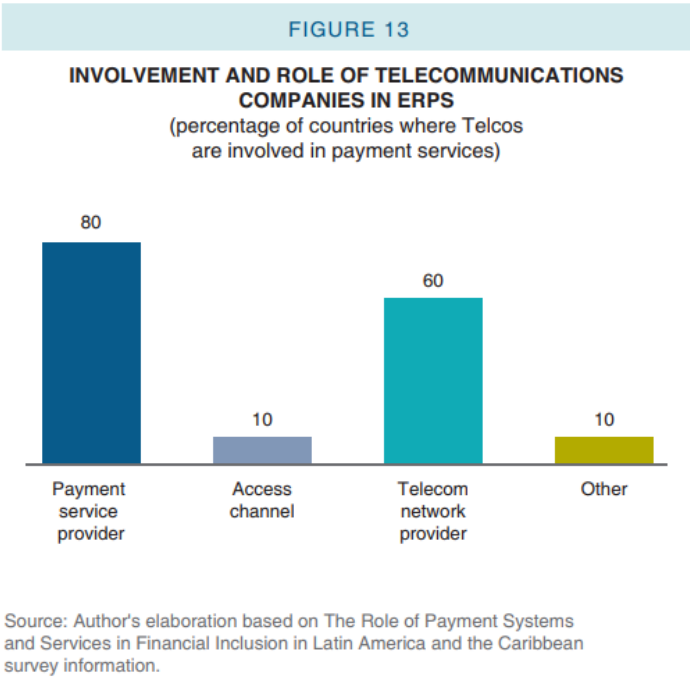 FIGURE 13
INVOLVEMENT AND ROLE OF TELECOMMUNICATIONS
COMPANIES IN ERPS
(percentage of countries where Telcos
are involved in payment services)
80
10
60
10
Payment
service
provider
Access
channel
Telecom
network
provider
Other
Source: Author's elaboration based on The Role of Payment Systems
and Services in Financial Inclusion in Latin America and the Caribbean
survey information.